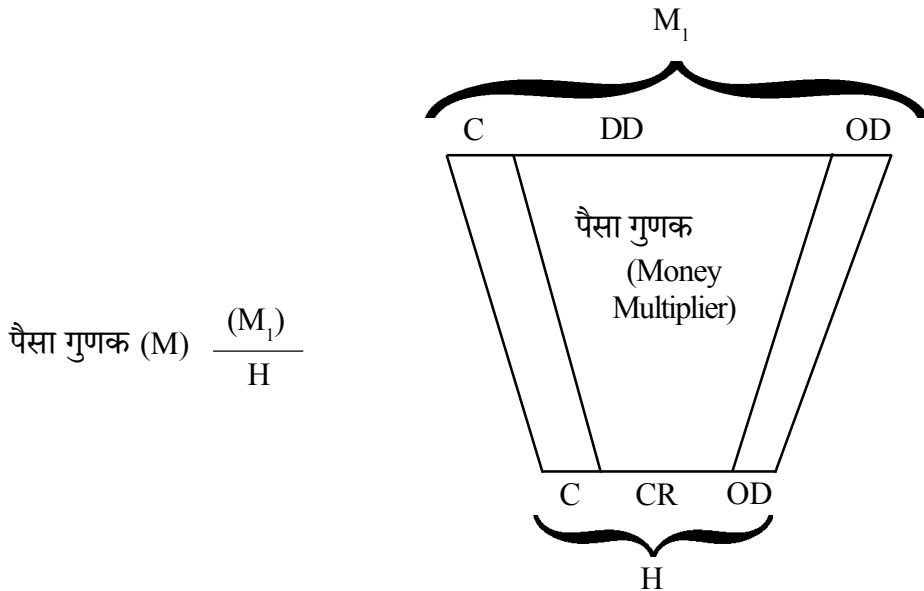 M₁
C DD OD
पैसा गुणक
(Money
Multiplier)
पैसा गुणक (M) (M₁)
H
C CR OD
H